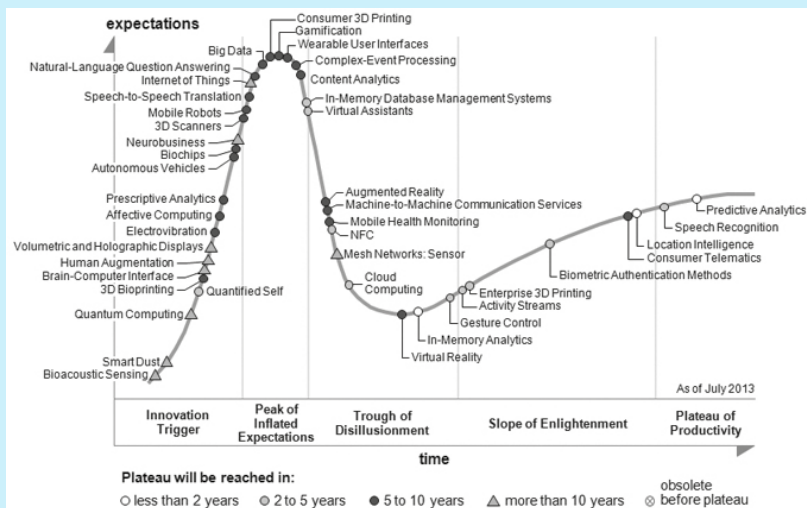 expectations
Consumer 3D Printing
Gamification
Wearable User Interfaces
Big Data
Complex-Event Processing
Natural-Language Question Answering
Content Analytics
Internet of Things
Speech-to-Speech Translation
In-Memory Database Management Systems
Mobile Robots
Virtual Assistants
3D Scanners
Neurobusiness
Biochips
Autonomous Vehicles
Augmented Reality
Prescriptive Analytics
Machine-to-Machine Communication Services
Predictive Analytics
Affective Computing
Mobile Health Monitoring
Speech Recognition
Electrovibration
NFC
Location Intelligence
Volumetric and Holographic Displays
Mesh Networks: Sensor
Consumer Telematics
Human Augmentation
Brain-Computer Interface
Cloud
Computing
Biometric Authentication Methods
3D Bioprinting
Quantified Self
Enterprise 3D Printing
Activity Streams
Quantum Computing
Gesture Control
In-Memory Analytics
Virtual Reality
Smart Dust
Bioacoustic Sensing
As of July 2013
Innovation
Trigger
Peak of
Inflated
Expectations
Trough of
Disillusionment
Slope of Enlightenment
Plateau of
Productivity
time
Plateau will be reached in:
less than 2 years
2 to 5 years
5 to 10 years
more than 10 years
obsolete
before plateau